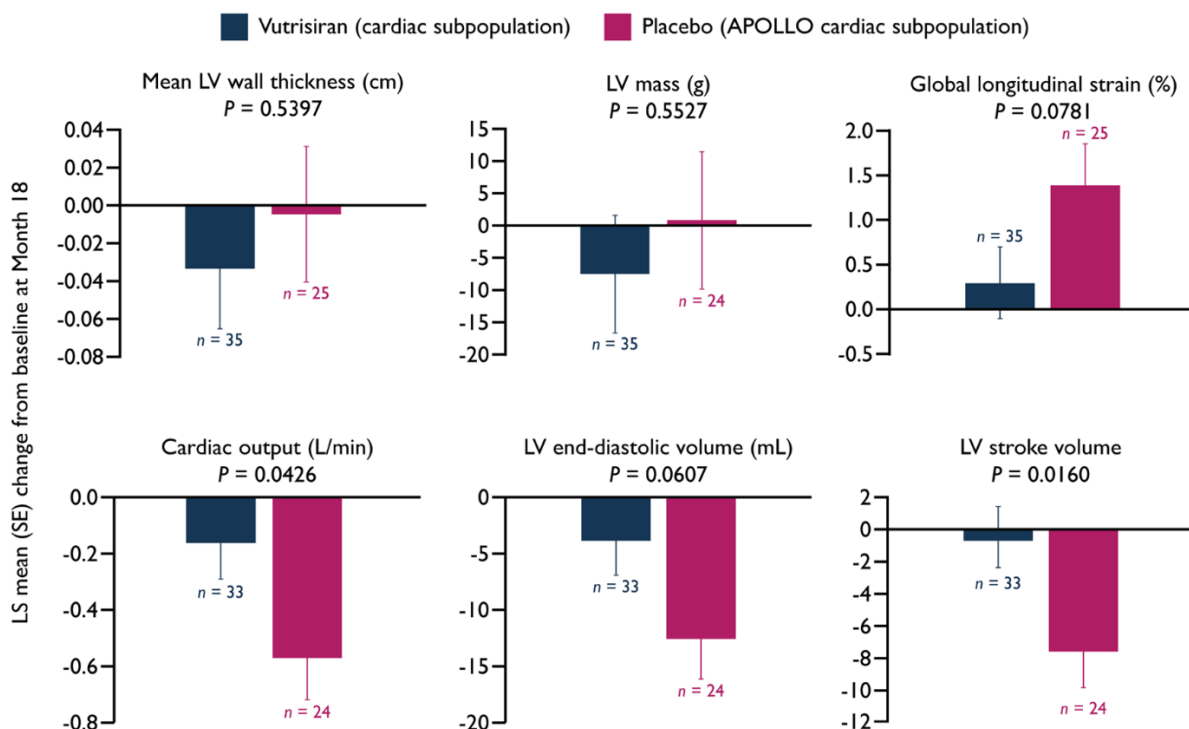 Vutrisiran (cardiac subpopulation) Placebo (APOLLO cardiac subpopulation)
LS mean (SE) change from baseline at Month 18
Mean LV wall thickness (cm)
P = 0.5397
0.04
0.02
0.00
-0.02
-0.04
-0.06
-0.08
n = 35
n = 25
LV mass (g)
P = 0.5527
15
10
5
0
-5
-10
-15
-20
n = 35
n = 24
Global longitudinal strain (%)
P = 0.0781
2.0
1.5
1.0
0.5
0.0
-0.5
n = 35
n = 25
Cardiac output (L/min)
P = 0.0426
0.0
-0.2
-0.4
-0.6
-0.8
n = 33
n = 24
LV end-diastolic volume (mL)
P = 0.0607
0
-5
-10
-15
-20
n = 33
n = 24
LV stroke volume
P = 0.0160
2
0
-2
-4
-6
-8
-10
-12
n = 33
n = 24